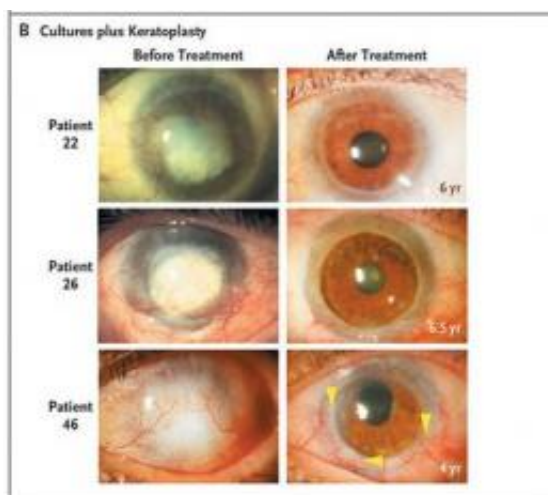 B Cultures plus Keratoplasty
Before Treatment After Treatment
Patient
22
6 yr
Patient
26
6.5 yr
Patient
46
4 yr